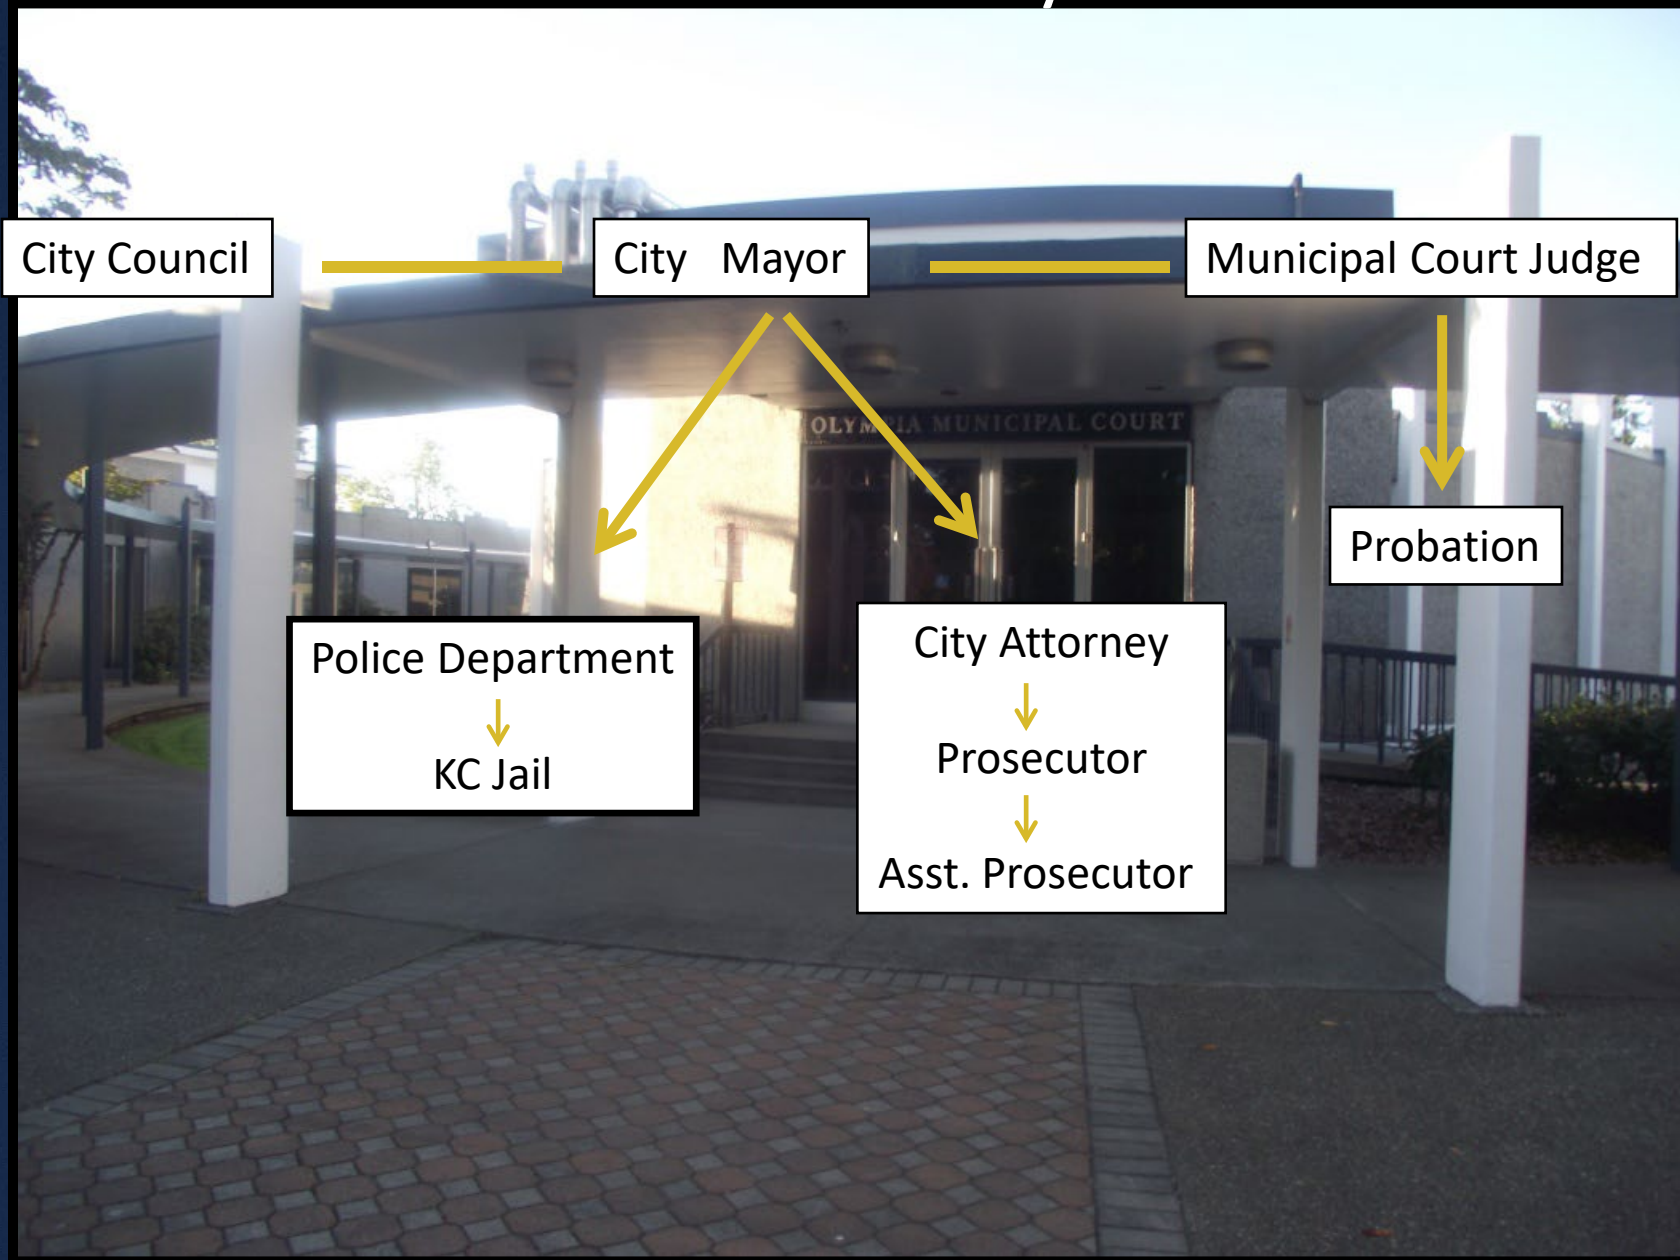 City Council
City Mayor
Municipal Court Judge
OLYMPIA MUNICIPAL COURT
Probation
Police Department
KC Jail
City Attorney
Prosecutor
Asst. Prosecutor